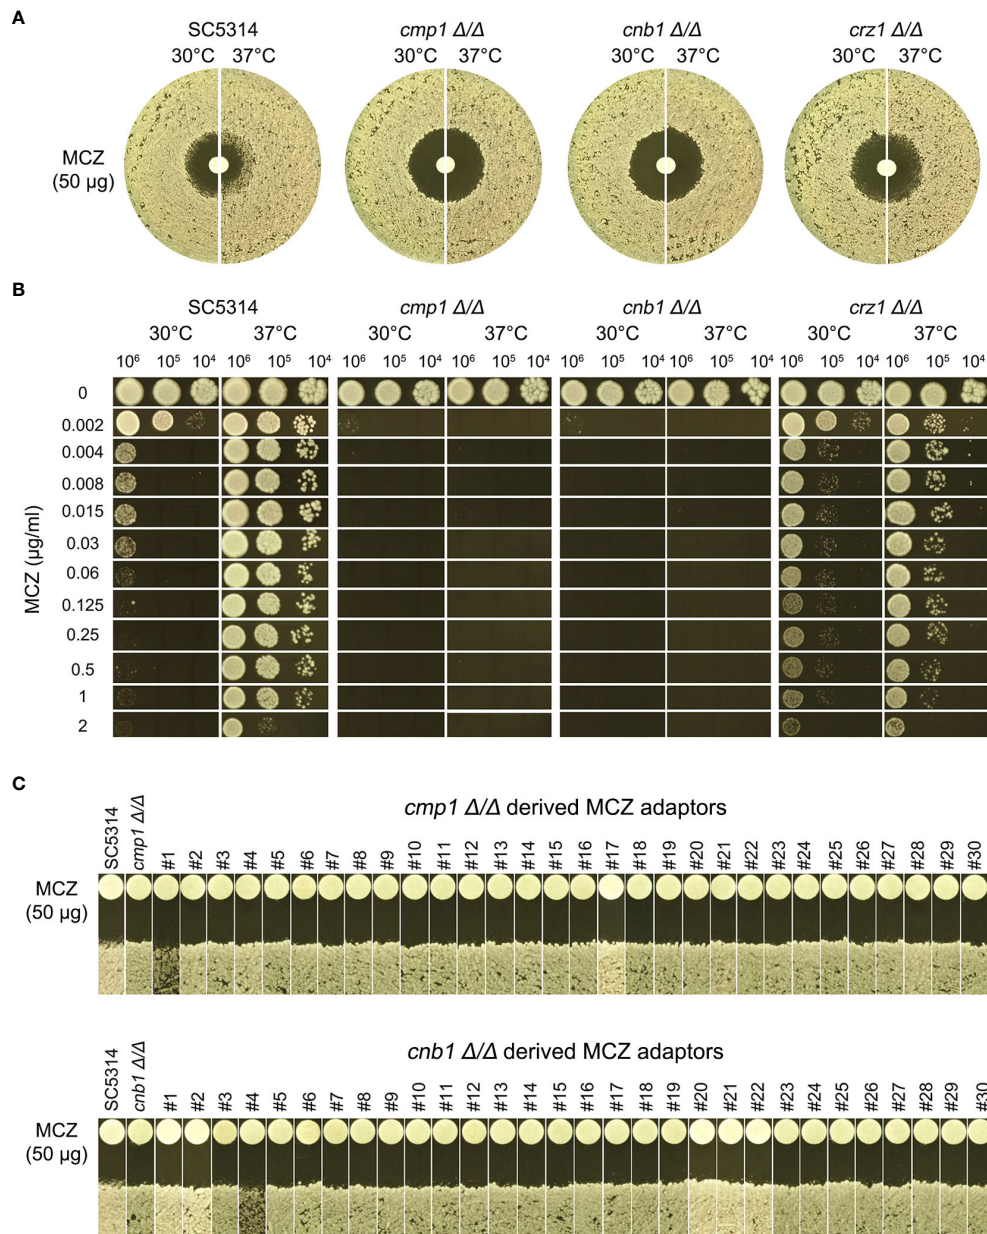 A
SC5314 cmp1 Δ/Δ cnb1 Δ/Δ crz1 Δ/Δ
30°C 37°C 30°C 37°C 30°C 37°C 30°C 37°C
MCZ
(50 µg)
B
SC5314 cmp1 Δ/Δ cnb1 Δ/Δ crz1 Δ/Δ
30°C 37°C 30°C 37°C 30°C 37°C 30°C 37°C
10⁶ 10⁵ 10⁴ 10⁶ 10⁵ 10⁴ 10⁶ 10⁵ 10⁴ 10⁶ 10⁵ 10⁴ 10⁶ 10⁵ 10⁴ 10⁶ 10⁵ 10⁴ 10⁶ 10⁵ 10⁴ 10⁶ 10⁵ 10⁴
MCZ (µg/ml)
0
0.002
0.004
0.008
0.015
0.03
0.06
0.125
0.25
0.5
1
2
C
cmp1 Δ/Δ derived MCZ adaptors
SC5314 cmp1 Δ/Δ #1 #2 #3 #4 #5 #6 #7 #8 #9 #10 #11 #12 #13 #14 #15 #16 #17 #18 #19 #20 #21 #22 #23 #24 #25 #26 #27 #28 #29 #30
MCZ
(50 µg)
cnb1 Δ/Δ derived MCZ adaptors
SC5314 cnb1 Δ/Δ #1 #2 #3 #4 #5 #6 #7 #8 #9 #10 #11 #12 #13 #14 #15 #16 #17 #18 #19 #20 #21 #22 #23 #24 #25 #26 #27 #28 #29 #30
MCZ
(50 µg)